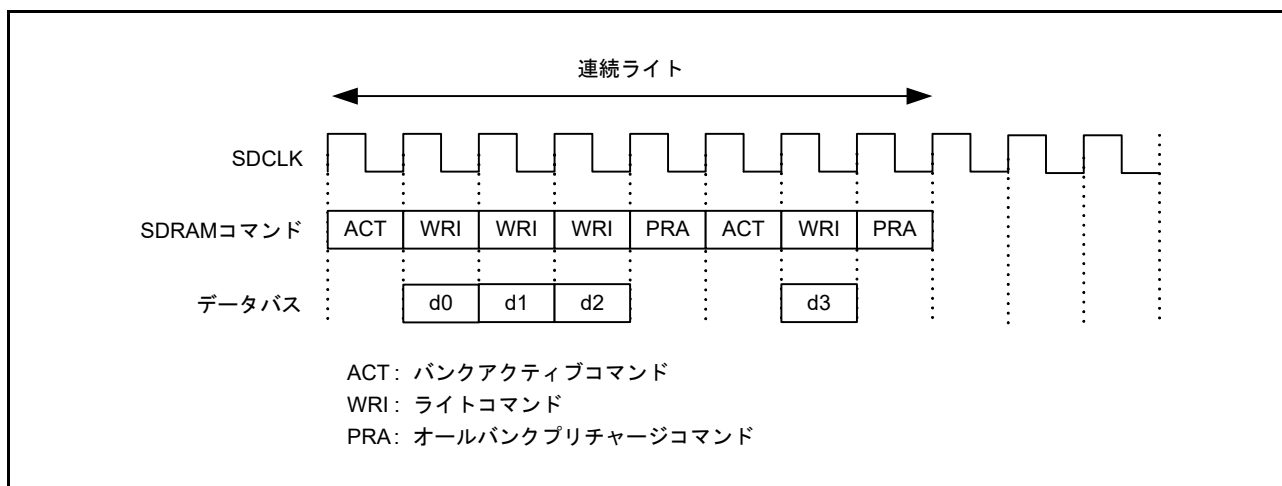 連続ライト
SDCLK
SDRAMコマンド ACT WRI WRI WRI PRA ACT WRI PRA
データバス d0 d1 d2 d3
ACT： バンクアクティブコマンド
WRI： ライトコマンド
PRA： オールバンクプリチャージコマンド